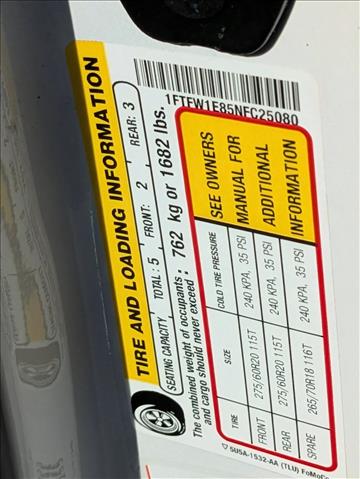 1FTFW1E85NFC25080
TIRE AND LOADING INFORMATION
SEATING CAPACITY TOTAL: 5 FRONT: 2 REAR: 3
The combined weight of occupants and cargo should never exceed: 762 kg or 1682 lbs.
TIRE SIZE COLD TIRE PRESSURE
FRONT 275/60R20 115T 240 KPA, 35 PSI
REAR 275/60R20 115T 240 KPA, 35 PSI
SPARE 265/70R18 116T 240 KPA, 35 PSI
SEE OWNERS
MANUAL FOR
ADDITIONAL
INFORMATION
5U5A-1532-AA (TLU) FoMoCo